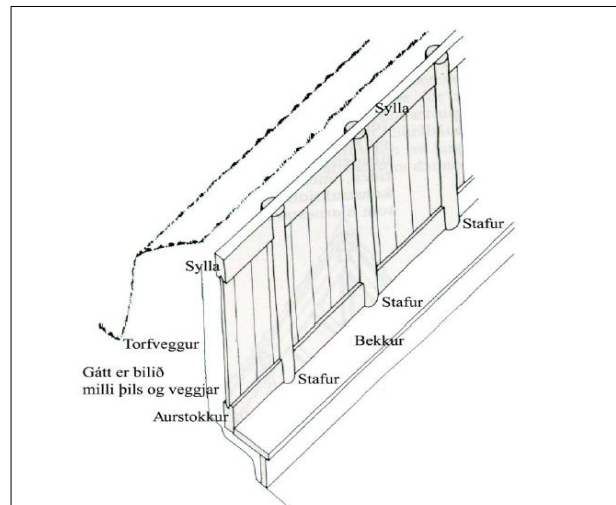 Sylla
Stafur
Sylla
Stafur
Torfveggur
Bekkur
Gátt er bilið
milli þils og veggjar
Stafur
Aurstokkur